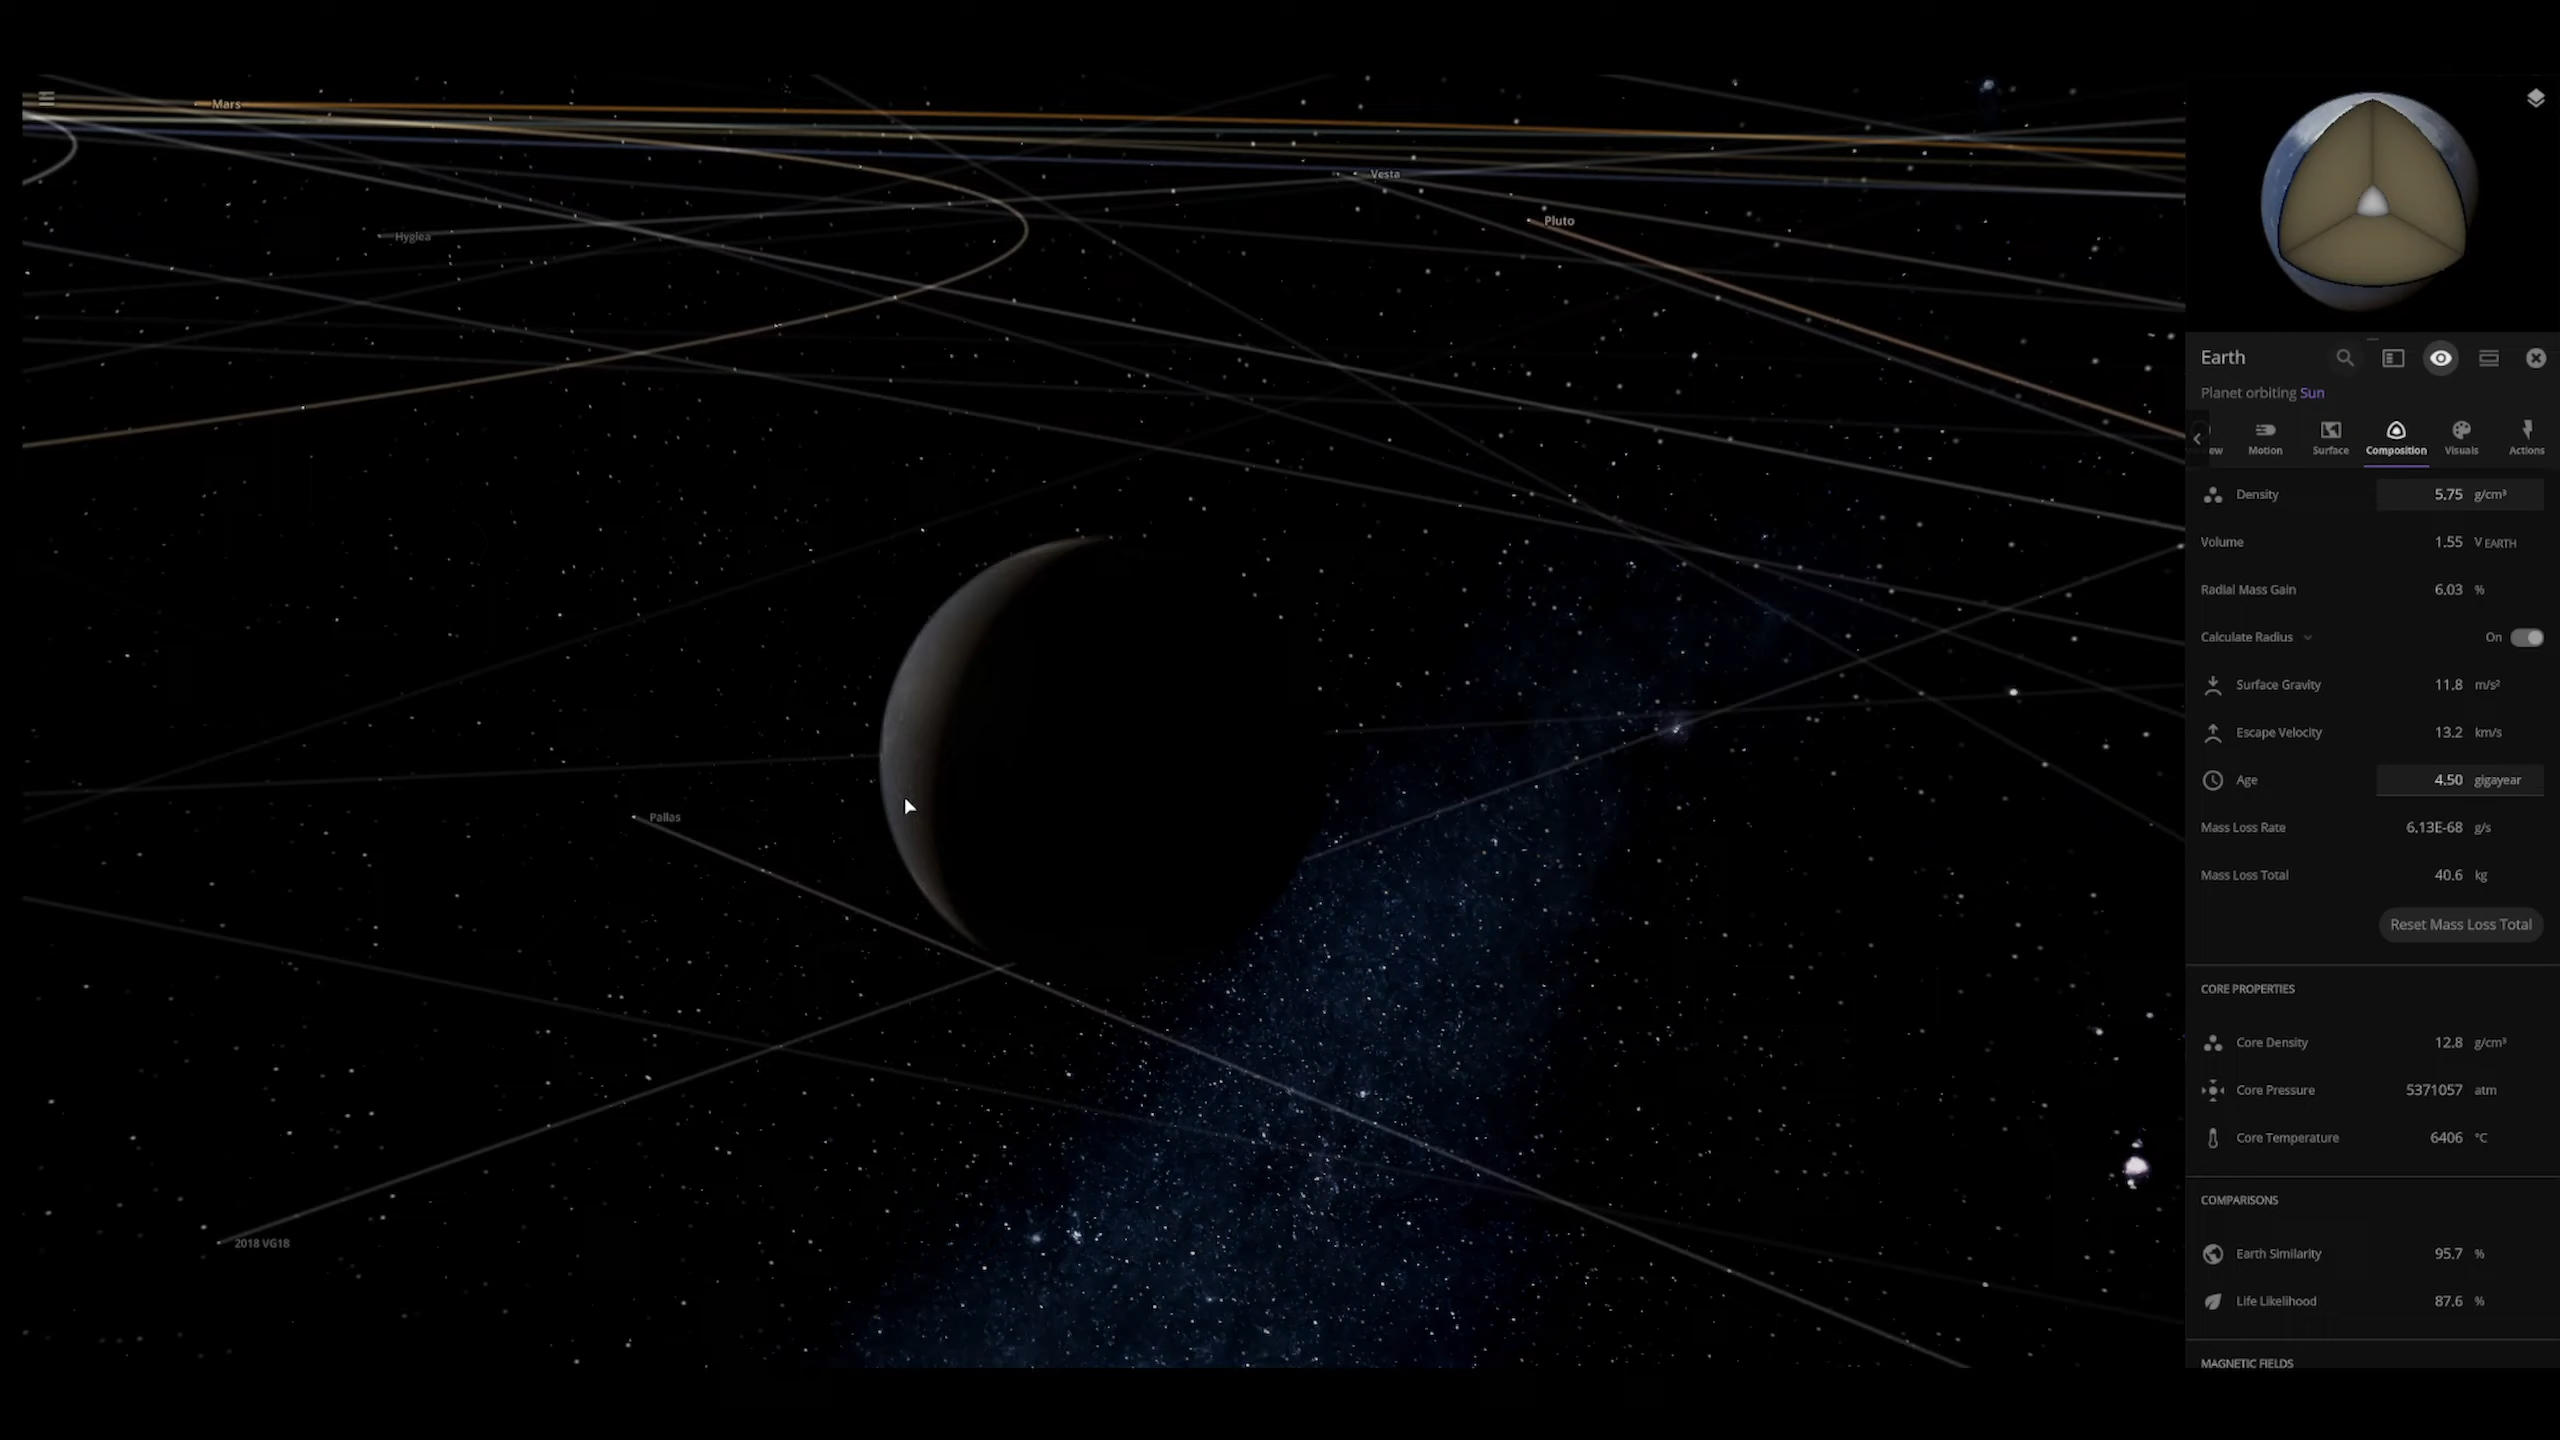 Mars
Vesta
Pluto
Hygiea
Pallas
2018 VG18
Earth
Planet orbiting Sun
ew Motion Surface Composition Visuals Actions
Density 5.75 g/cm³
Volume 1.55 V EARTH
Radial Mass Gain 6.03 %
Calculate Radius On
Surface Gravity 11.8 m/s²
Escape Velocity 13.2 km/s
Age 4.50 gigayear
Mass Loss Rate 6.13E-68 g/s
Mass Loss Total 40.6 kg
Reset Mass Loss Total
CORE PROPERTIES
Core Density 12.8 g/cm³
Core Pressure 5371057 atm
Core Temperature 6406 °C
COMPARISONS
Earth Similarity 95.7 %
Life Likelihood 87.6 %
MAGNETIC FIELDS